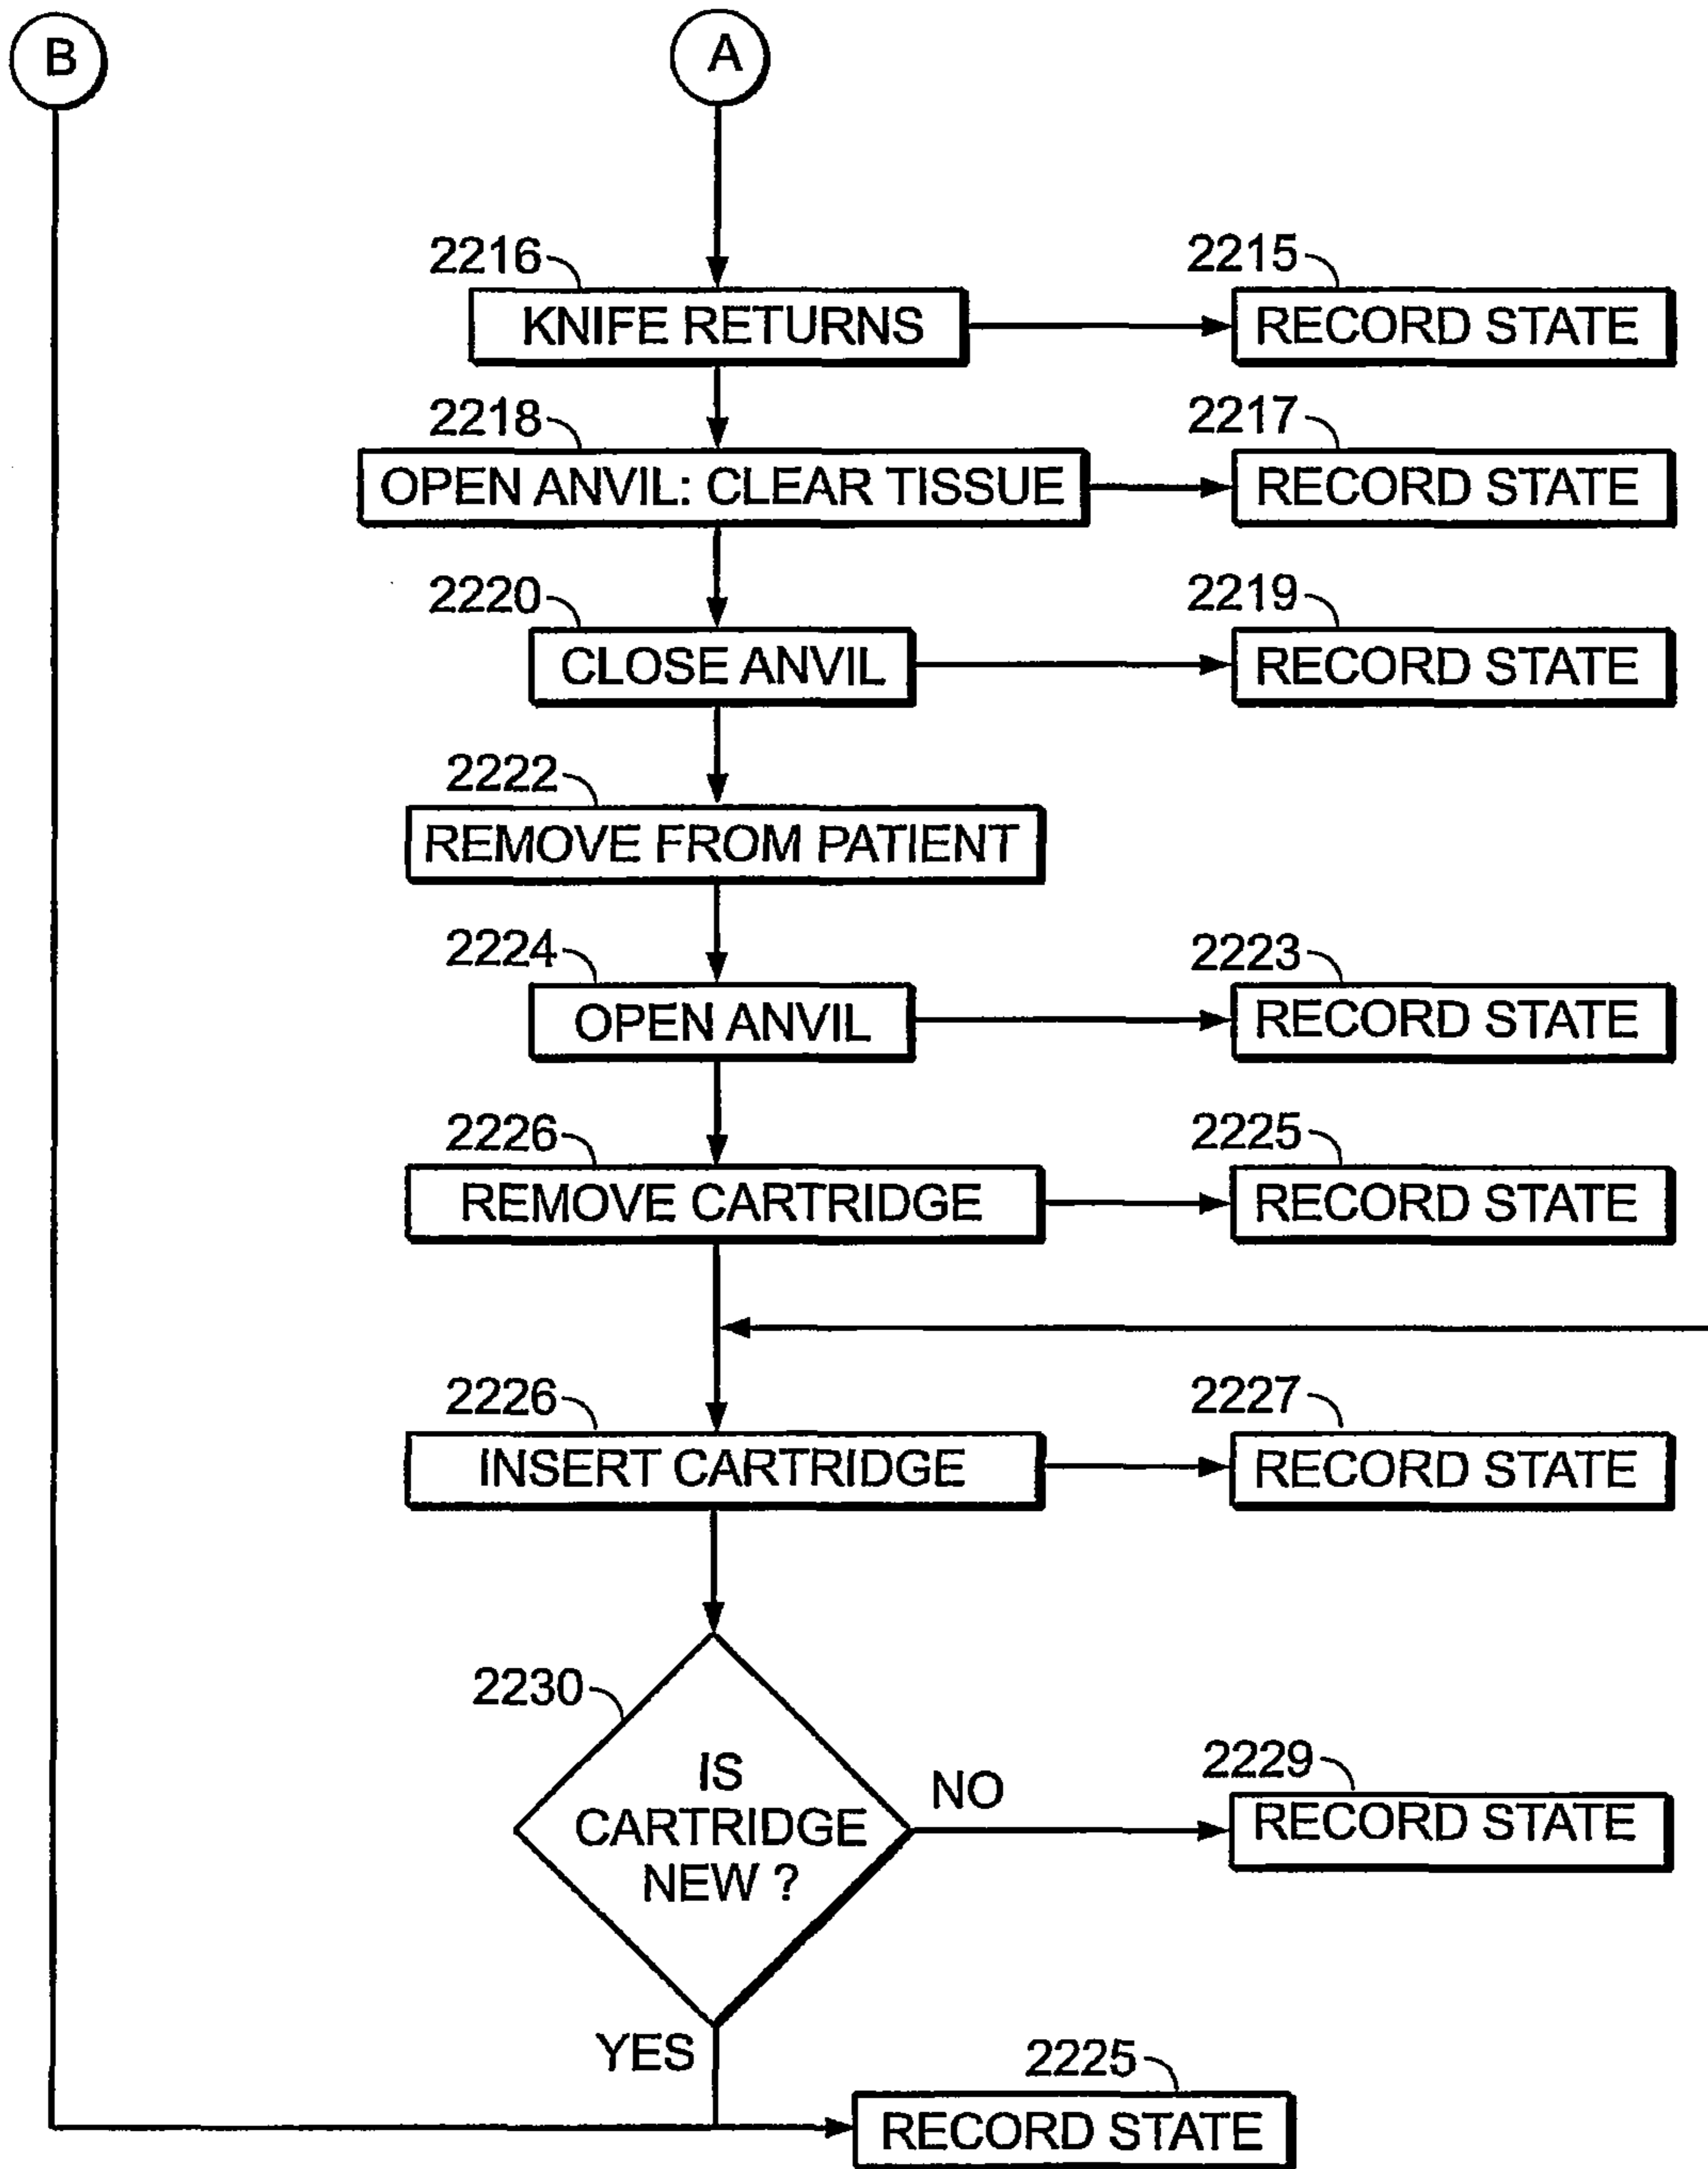 B
A
2216
2215
KNIFE RETURNS
RECORD STATE
2218
2217
OPEN ANVIL: CLEAR TISSUE
RECORD STATE
2220
2219
CLOSE ANVIL
RECORD STATE
2222
REMOVE FROM PATIENT
2224
2223
OPEN ANVIL
RECORD STATE
2226
2225
REMOVE CARTRIDGE
RECORD STATE
2226
2227
INSERT CARTRIDGE
RECORD STATE
2230
IS
CARTRIDGE
NEW ?
NO
2229
RECORD STATE
YES
2225
RECORD STATE